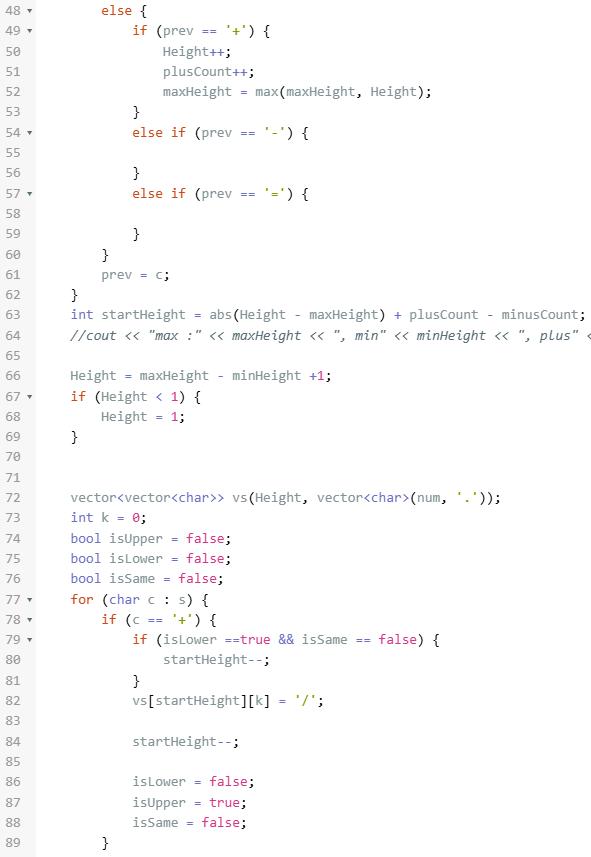 48 else {
49 if (prev == '+') {
50 Height++;
51 plusCount++;
52 maxHeight = max(maxHeight, Height);
53 }
54 else if (prev == '-') {
55
56 }
57 else if (prev == '=') {
58
59 }
60 }
61 prev = c;
62 }
63 int startHeight = abs(Height - maxHeight) + plusCount - minusCount;
64 //cout << "max :" << maxHeight << ", min" << minHeight << ", plus" <
65
66 Height = maxHeight - minHeight +1;
67 if (Height < 1) {
68 Height = 1;
69 }
70
71
72 vector<vector<char>> vs(Height, vector<char>(num, '.'));
73 int k = 0;
74 bool isUpper = false;
75 bool isLower = false;
76 bool isSame = false;
77 for (char c : s) {
78 if (c == '+') {
79 if (isLower ==true && isSame == false) {
80 startHeight--;
81 }
82 vs[startHeight][k] = '/';
83
84 startHeight--;
85
86 isLower = false;
87 isUpper = true;
88 isSame = false;
89 }